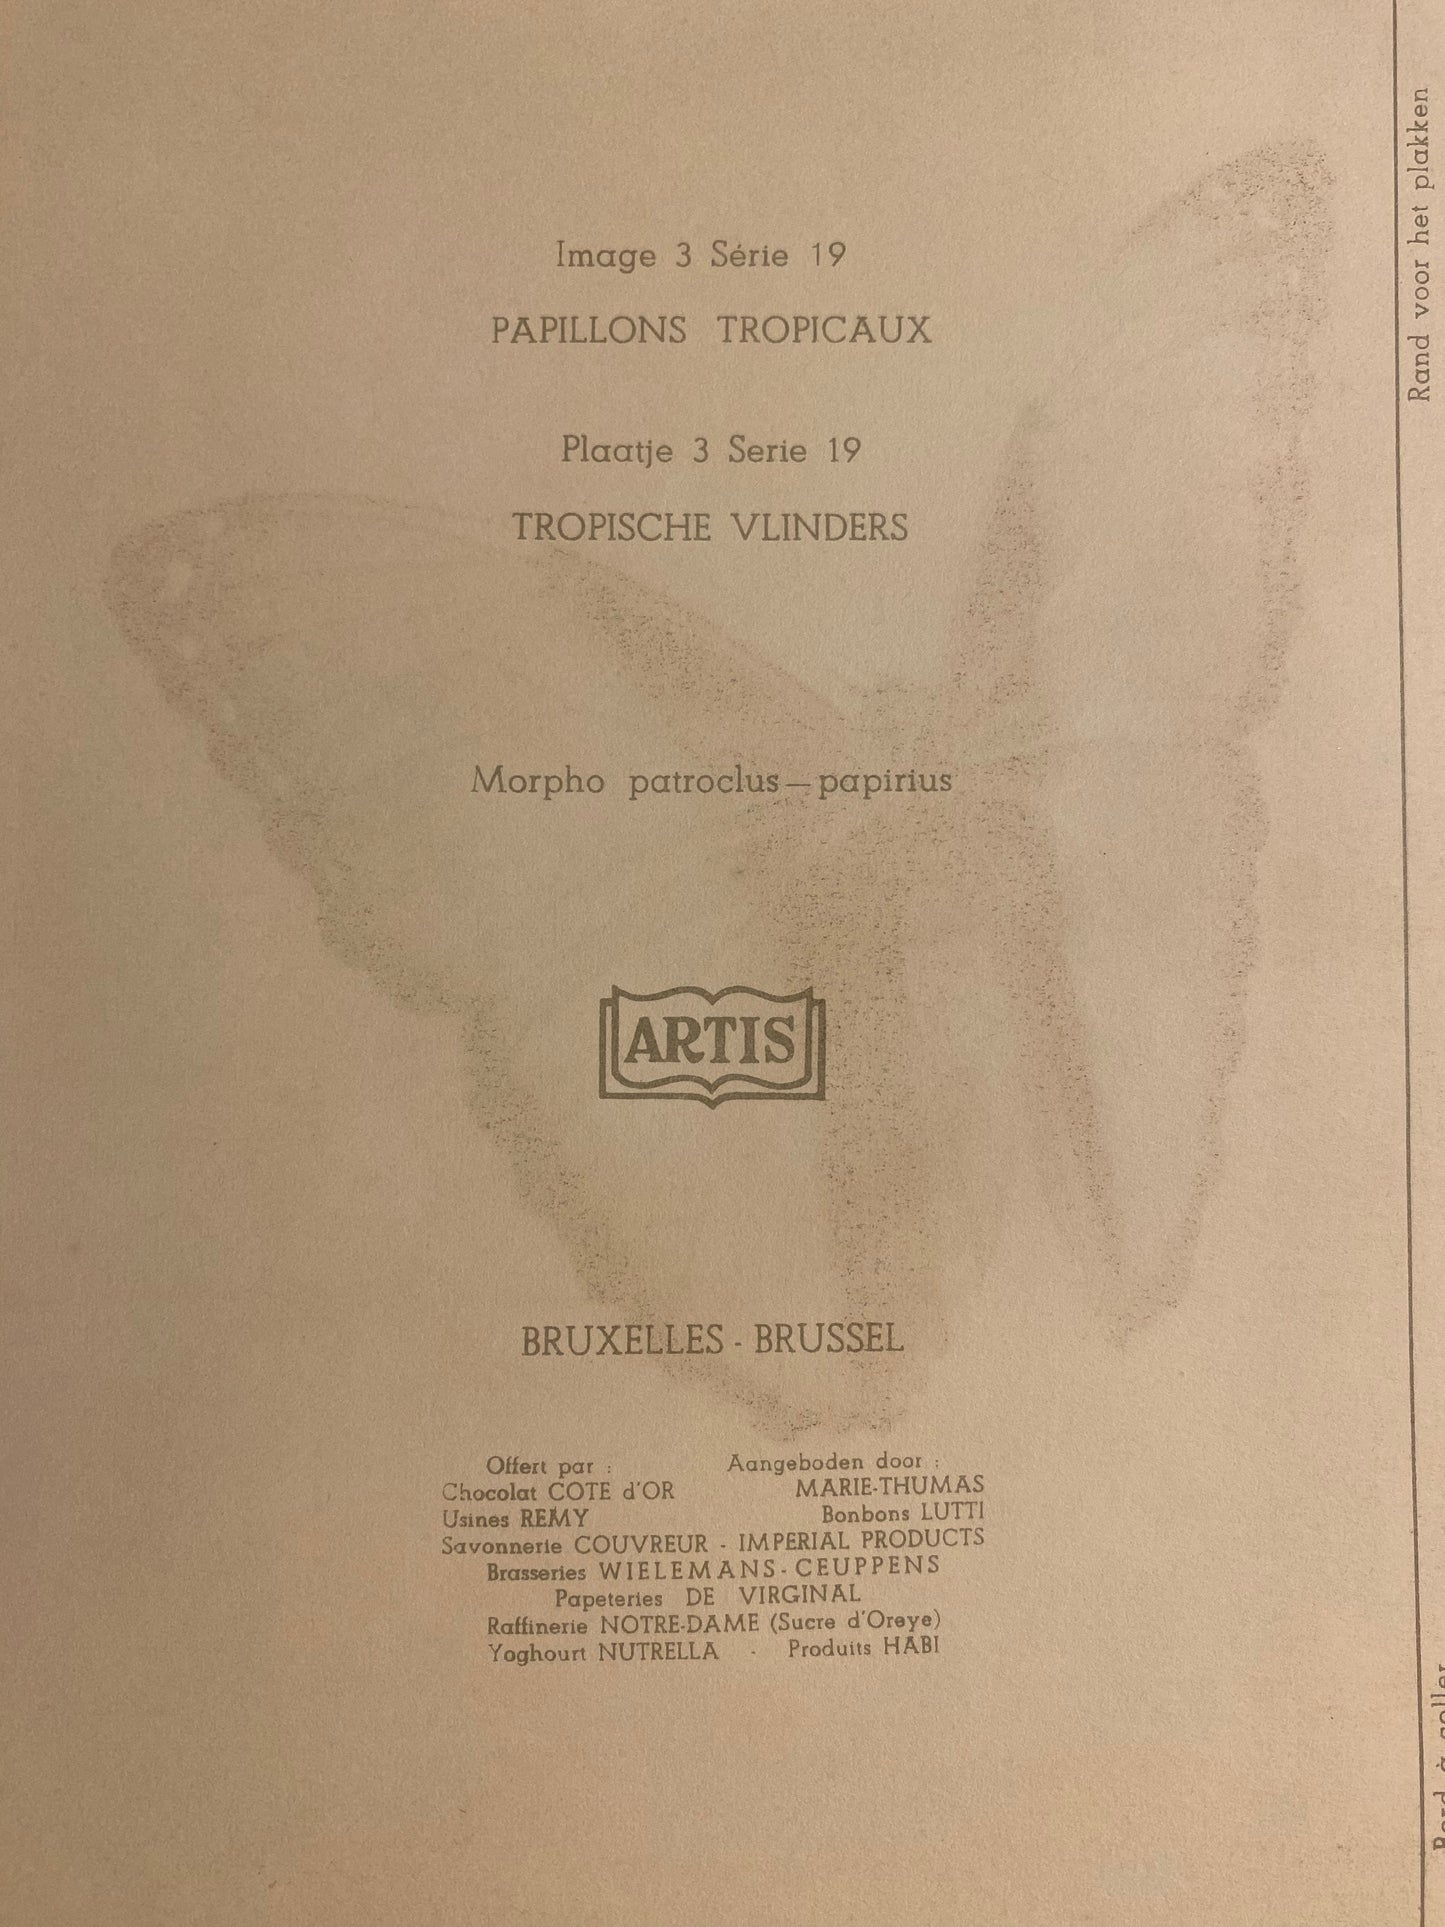 Image 3 Série 19
PAPILLONS TROPICAUX
Plaatje 3 Serie 19
TROPISCHE VLINDERS
Morpho patroclus — papirius
ARTIS
BRUXELLES - BRUSSEL
Offert par : Aangeboden door :
Chocolat COTE d'OR MARIE-THUMAS
Usines REMY Bonbons LUTTI
Savonnerie COUVREUR - IMPERIAL PRODUCTS
Brasseries WIELEMANS-CEUPPENS
Papeteries DE VIRGINAL
Raffinerie NOTRE-DAME (Sucre d'Oreye)
Yoghourt NUTRELLA - Produits HABI
Rand voor het plakken
Bord à coller